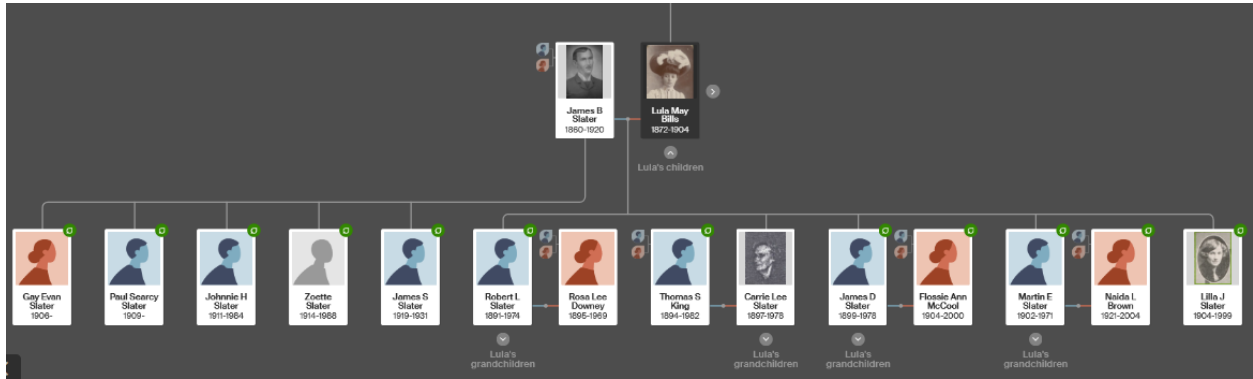 James B
Slater
1860-1920
Lula May
Bills
1872-1904
Lula's children
Gay Evan
Slater
1906-
Paul Searcy
Slater
1909-
Johnnie H
Slater
1911-1984
Zoette
Slater
1914-1988
James S
Slater
1919-1931
Robert L
Slater
1891-1974
Rosa Lee
Downey
1895-1969
Thomas S
King
1894-1982
Carrie Lee
Slater
1897-1978
James D
Slater
1899-1978
Flossie Ann
McCool
1904-2000
Martin E
Slater
1902-1971
Naida L
Brown
1921-2004
Lilla J
Slater
1904-1999
Lula's
grandchildren
Lula's
grandchildren
Lula's
grandchildren
Lula's
grandchildren